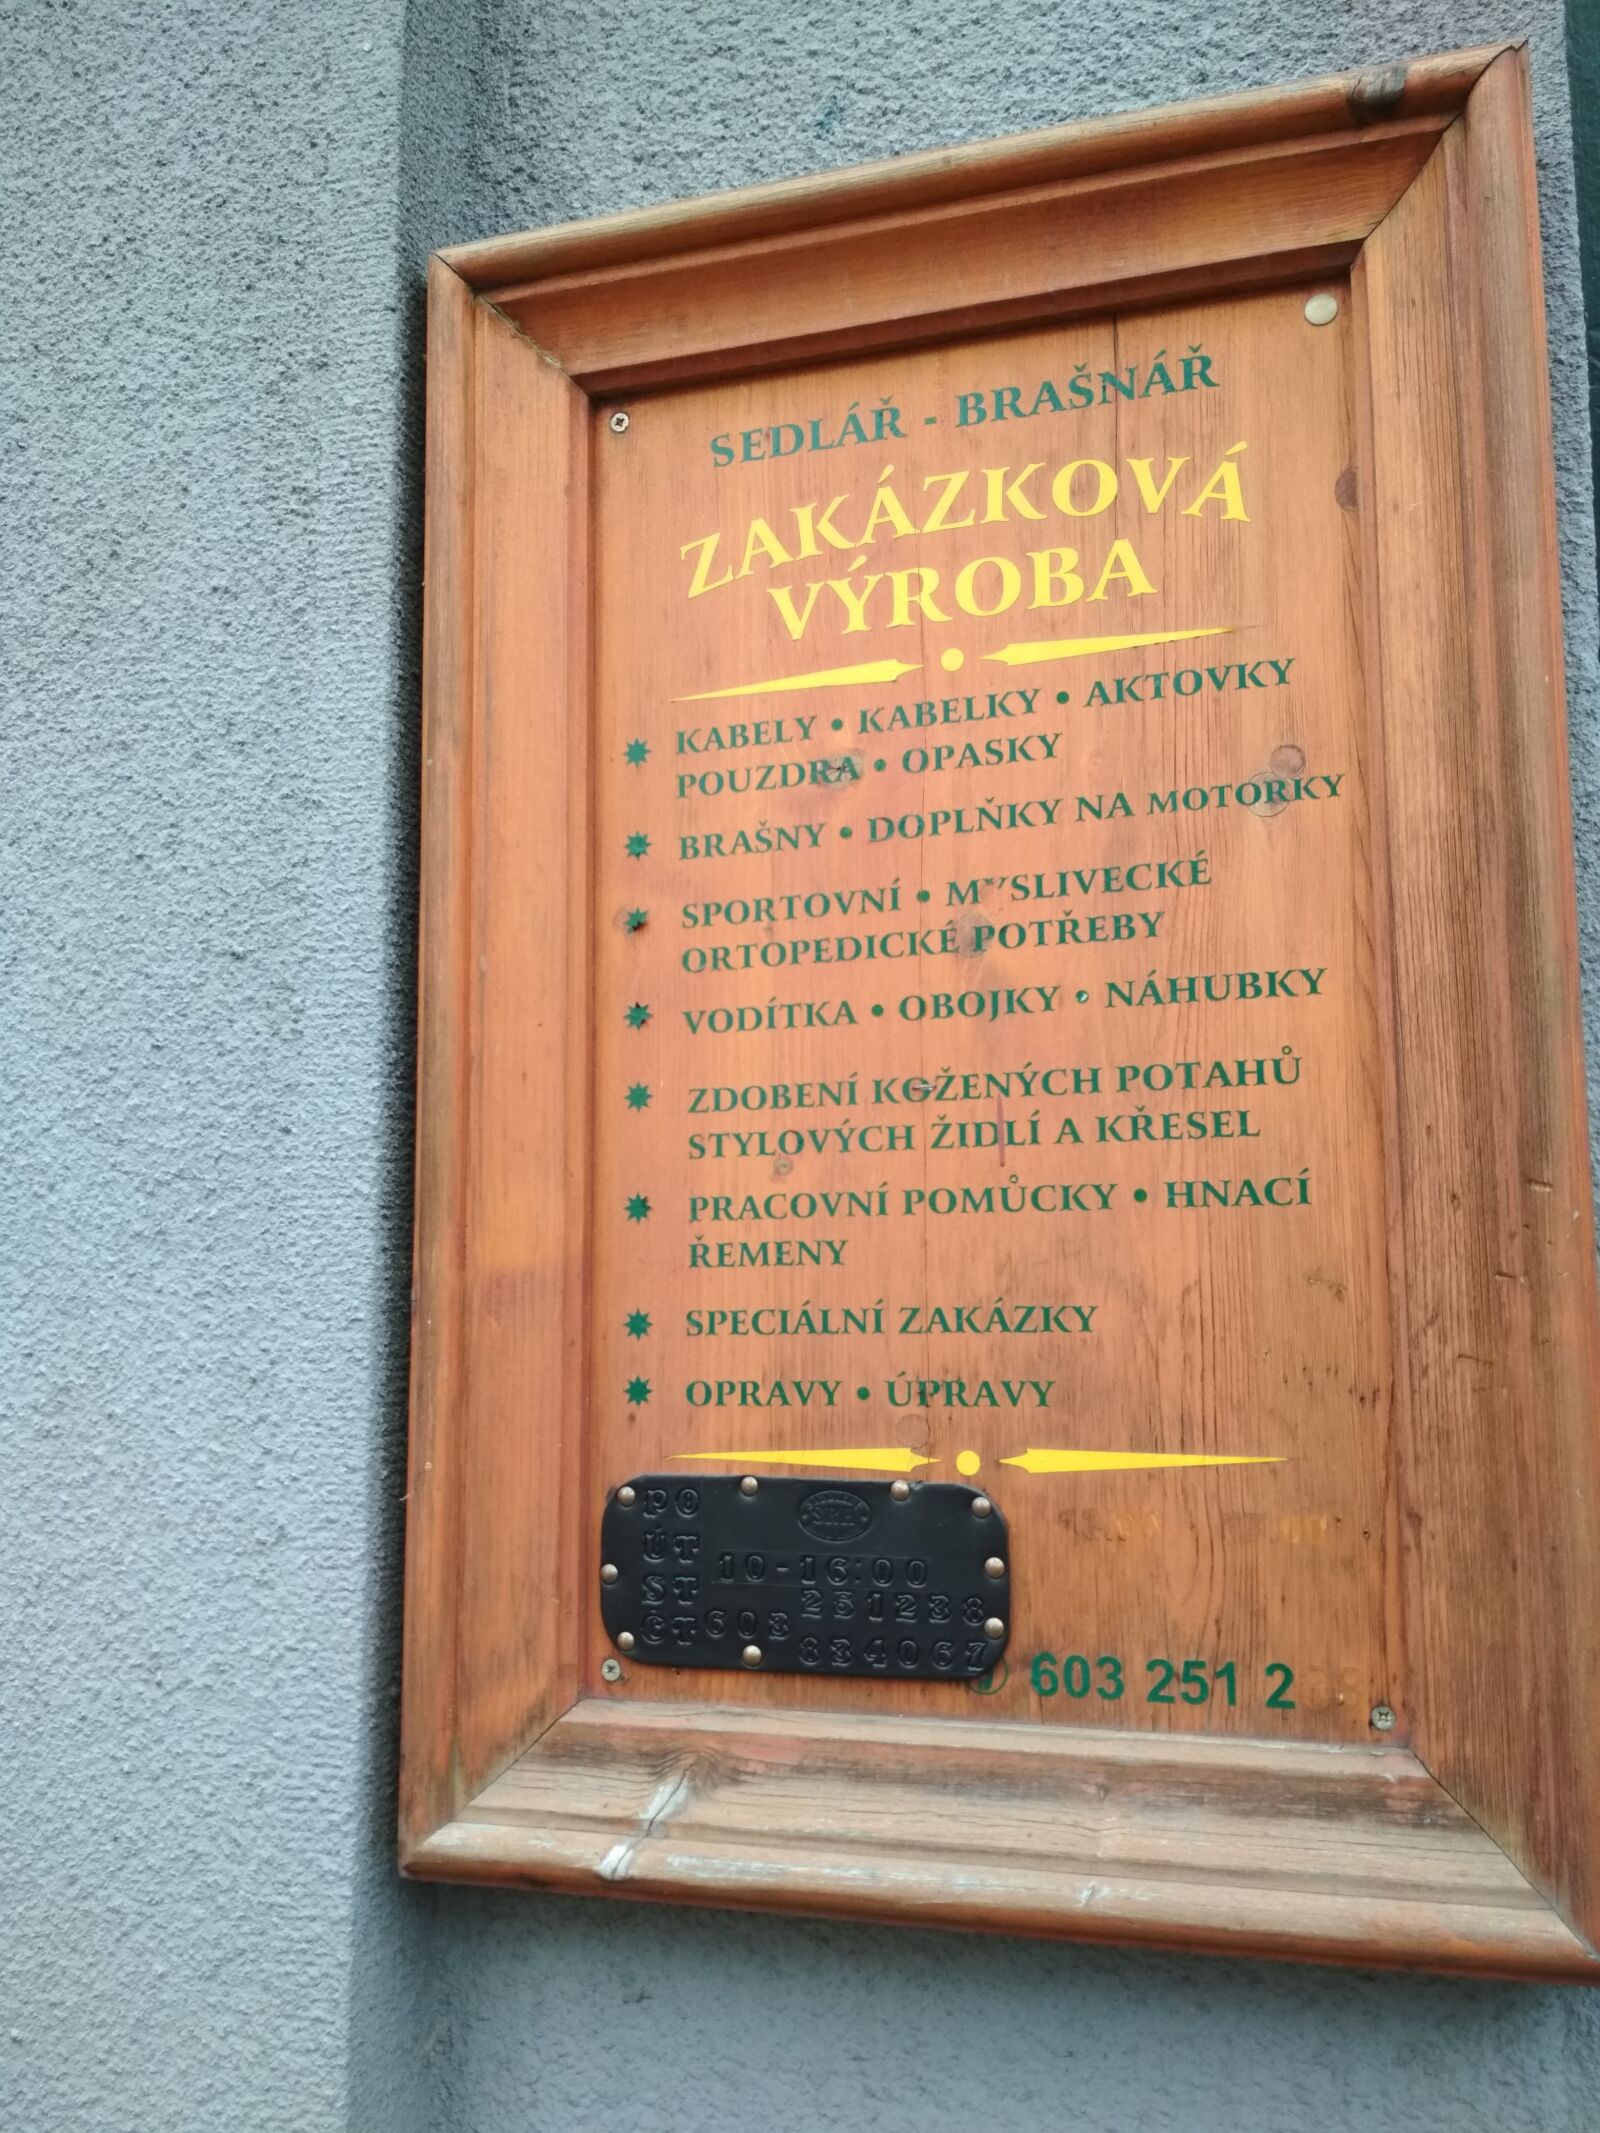 SEDLÁŘ - BRAŠNÁŘ
ZAKÁZKOVÁ
VÝROBA
KABELY • KABELKY • AKTOVKY
POUZDRA • OPASKY
BRAŠNY • DOPLŇKY NA MOTORKY
SPORTOVNÍ • MYSLIVECKÉ
ORTOPEDICKÉ POTŘEBY
VODÍTKA • OBOJKY • NÁHUBKY
ZDOBENÍ KOŽENÝCH POTAHŮ
STYLOVÝCH ŽIDLÍ A KŘESEL
PRACOVNÍ POMŮCKY • HNACÍ
ŘEMENY
SPECIÁLNÍ ZAKÁZKY
OPRAVY • ÚPRAVY
PO
ÚT
10-16:00
ST
251238
ČT 603
834067
603 251 2